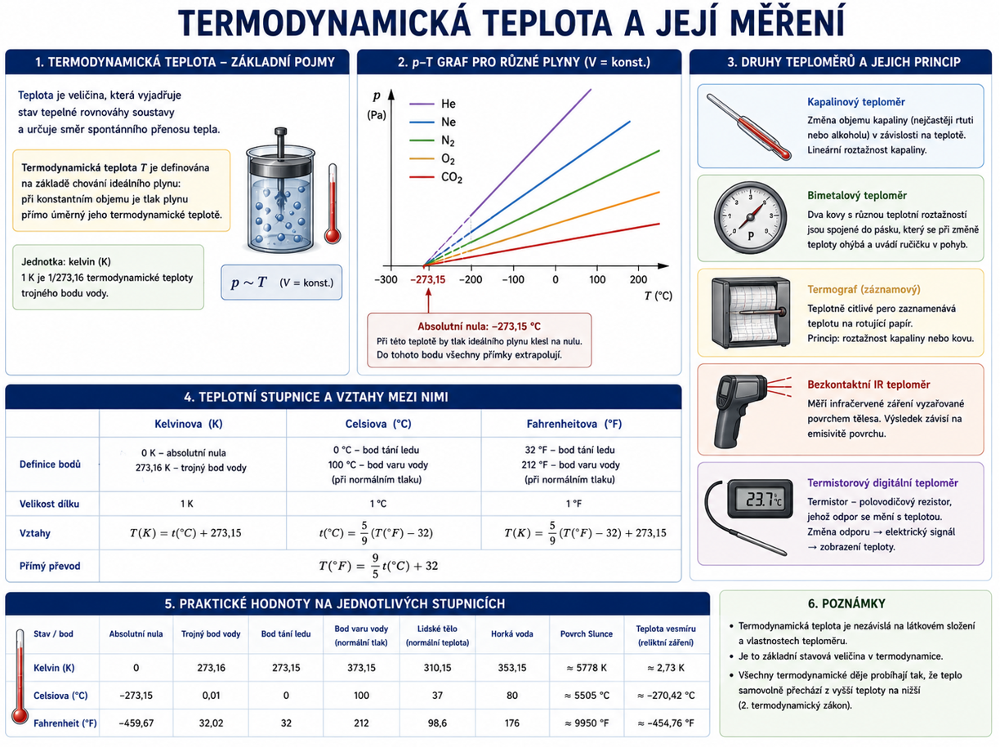 TERMODYNAMICKÁ TEPLOTA A JEJÍ MĚŘENÍ
1. TERMODYNAMICKÁ TEPLOTA – ZÁKLADNÍ POJMY
Teplota je veličina, která vyjadřuje
stav tepelné rovnováhy soustavy
a určuje směr spontánního přenosu tepla.
Termodynamická teplota T je definována
na základě chování ideálního plynu:
při konstantním objemu je tlak plynu
přímo úměrný jeho termodynamické teplotě.
Jednotka: kelvin (K)
1 K je 1/273,16 termodynamické teploty
trojného bodu vody.
p ~ T (V = konst.)
2. p–T GRAF PRO RŮZNÉ PLYNY (V = konst.)
p
(Pa)
He
Ne
N₂
O₂
CO₂
−300 −273,15 −200 −100 0 100 200
T (°C)
Absolutní nula: −273,15 °C
Při této teplotě by tlak ideálního plynu klesl na nulu.
Do tohoto bodu všechny přímky extrapolují.
3. DRUHY TEPLOMĚRŮ A JEJICH PRINCIP
Kapalinový teploměr
Změna objemu kapaliny (nejčastěji rtuti
nebo alkoholu) v závislosti na teplotě.
Lineární roztažnost kapaliny.
Bimetalový teploměr
Dva kovy s různou teplotní roztažností
jsou spojené do pásku, který se při změně
teploty ohýbá a uvádí ručičku v pohyb.
P
Termograf (záznamový)
Teplotně citlivé pero zaznamenává
teplotu na rotující papír.
Princip: roztažnost kapaliny nebo kovu.
Bezkontaktní IR teploměr
Měří infračervené záření vyzařované
povrchem tělesa. Výsledek závisí na
emisivitě povrchu.
Termistorový digitální teploměr
Termistor – polovodičový rezistor,
jehož odpor se mění s teplotou.
Změna odporu → elektrický signál
→ zobrazení teploty.
23.7 °C
4. TEPLOTNÍ STUPNICE A VZTAHY MEZI NIMI
Kelvinova (K) Celsiova (°C) Fahrenheitova (°F)
Definice bodů
0 K – absolutní nula
273,16 K – trojný bod vody
0 °C – bod tání ledu
100 °C – bod varu vody
(při normálním tlaku)
32 °F – bod tání ledu
212 °F – bod varu vody
(při normálním tlaku)
Velikost dílku 1 K 1 °C 1 °F
Vztahy T(K) = t(°C) + 273,15 t(°C) = 5/9 (T(°F) − 32) T(K) = 5/9 (T(°F) − 32) + 273,15
Přímý převod T(°F) = 9/5 t(°C) + 32
5. PRAKTICKÉ HODNOTY NA JEDNOTLIVÝCH STUPNICÍCH
Stav / bod Absolutní nula Trojný bod vody Bod tání ledu Bod varu vody (normální tlak) Lidské tělo (normální teplota) Horká voda Povrch Slunce Teplota vesmíru (reliktní záření)
Kelvin (K) 0 273,16 273,15 373,15 310,15 353,15 ≈ 5778 K ≈ 2,73 K
Celsiova (°C) −273,15 0,01 0 100 37 80 ≈ 5505 °C ≈ −270,42 °C
Fahrenheit (°F) −459,67 32,02 32 212 98,6 176 ≈ 9950 °F ≈ −454,76 °F
6. POZNÁMKY
• Termodynamická teplota je nezávislá na látkovém složení
a vlastnostech teploměru.
• Je to základní stavová veličina v termodynamice.
• Všechny termodynamické děje probíhají tak, že teplo
samovolně přechází z vyšší teploty na nižší
(2. termodynamický zákon).